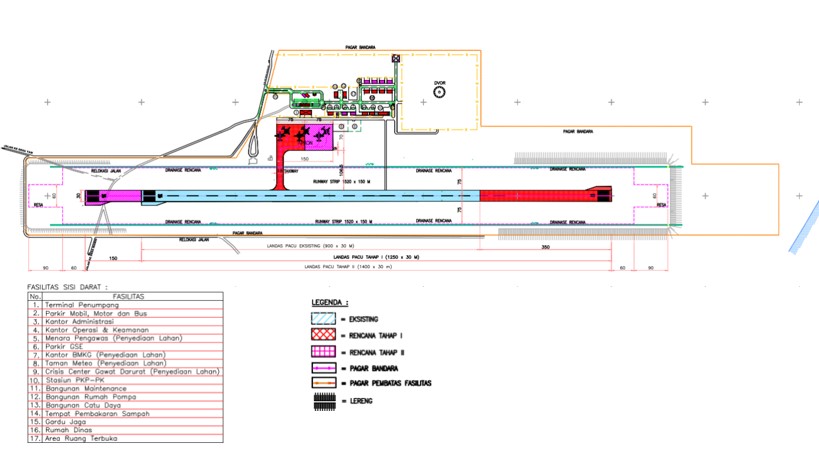 PAGAR BANDARA
DVOR
PAGAR BANDARA
75
150
TAXIWAY
RELOKASI JALAN
DRAINASE RENCANA
RUNWAY STRIP 1520 x 150 M
DRAINASE RENCANA
RESA
60
30
75
75
60
RESA
DRAINASE RENCANA
RUNWAY STRIP 1520 x 150 M
DRAINASE RENCANA
PAGAR BANDARA
RELOKASI JALAN
LANDAS PACU EKSISTING (900 x 30 M)
350
150
LANDAS PACU TAHAP I (1250 x 30 M)
90
60
LANDAS PACU TAHAP II (1400 x 30 m)
60
90
FASILITAS SISI DARAT :
No. FASILITAS
1. Terminal Penumpang
2. Parkir Mobil, Motor dan Bus
3. Kantor Administrasi
4. Kantor Operasi & Keamanan
5. Menara Pengawas (Penyediaan Lahan)
6. Parkir GSE
7. Kantor BMKG (Penyediaan Lahan)
8. Taman Meteo (Penyediaan Lahan)
9. Crisis Center Gawat Darurat (Penyediaan Lahan)
10. Stasiun PKP-PK
11. Bangunan Maintenance
12. Bangunan Rumah Pompa
13. Bangunan Catu Daya
14. Tempat Pembakaran Sampah
15. Gardu Jaga
16. Rumah Dinas
17. Area Ruang Terbuka
LEGENDA :
= EKSISTING
= RENCANA TAHAP I
= RENCANA TAHAP II
= PAGAR BANDARA
= PAGAR PEMBATAS FASILITAS
= LERENG